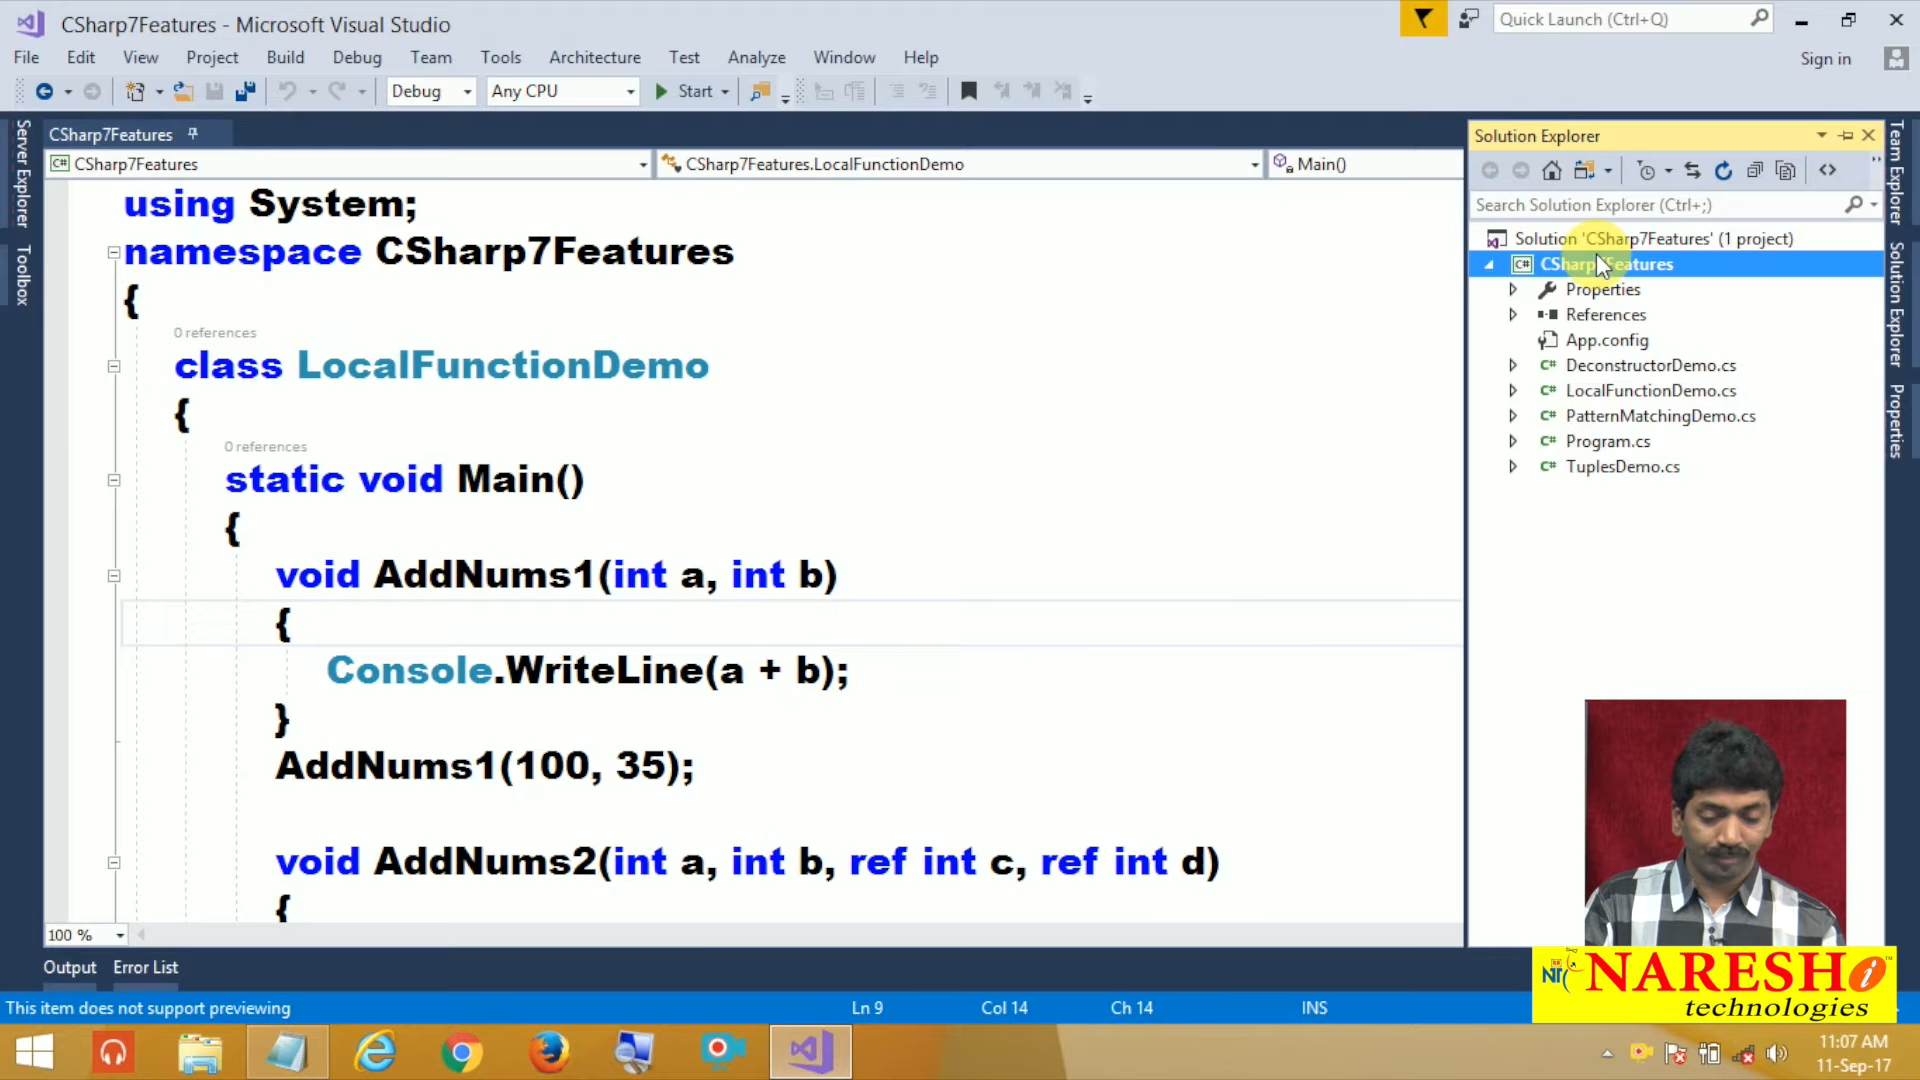 CSharp7Features - Microsoft Visual Studio
Quick Launch (Ctrl+Q)
File Edit View Project Build Debug Team Tools Architecture Test Analyze Window Help
Sign in
Debug Any CPU Start
Server Explorer
Toolbox
CSharp7Features
C# CSharp7Features
CSharp7Features.LocalFunctionDemo
Main()
using System;
namespace CSharp7Features
{
0 references
class LocalFunctionDemo
{
0 references
static void Main()
{
void AddNums1(int a, int b)
{
Console.WriteLine(a + b);
}
AddNums1(100, 35);
void AddNums2(int a, int b, ref int c, ref int d)
{
100 %
Solution Explorer
Search Solution Explorer (Ctrl+;)
Solution 'CSharp7Features' (1 project)
C# CSharp7Features
Properties
References
App.config
C# DeconstructorDemo.cs
C# LocalFunctionDemo.cs
C# PatternMatchingDemo.cs
C# Program.cs
C# TuplesDemo.cs
Team Explorer
Solution Explorer
Properties
Output Error List
This item does not support previewing
Ln 9 Col 14 Ch 14 INS
NARESH i
technologies
11:07 AM
11-Sep-17